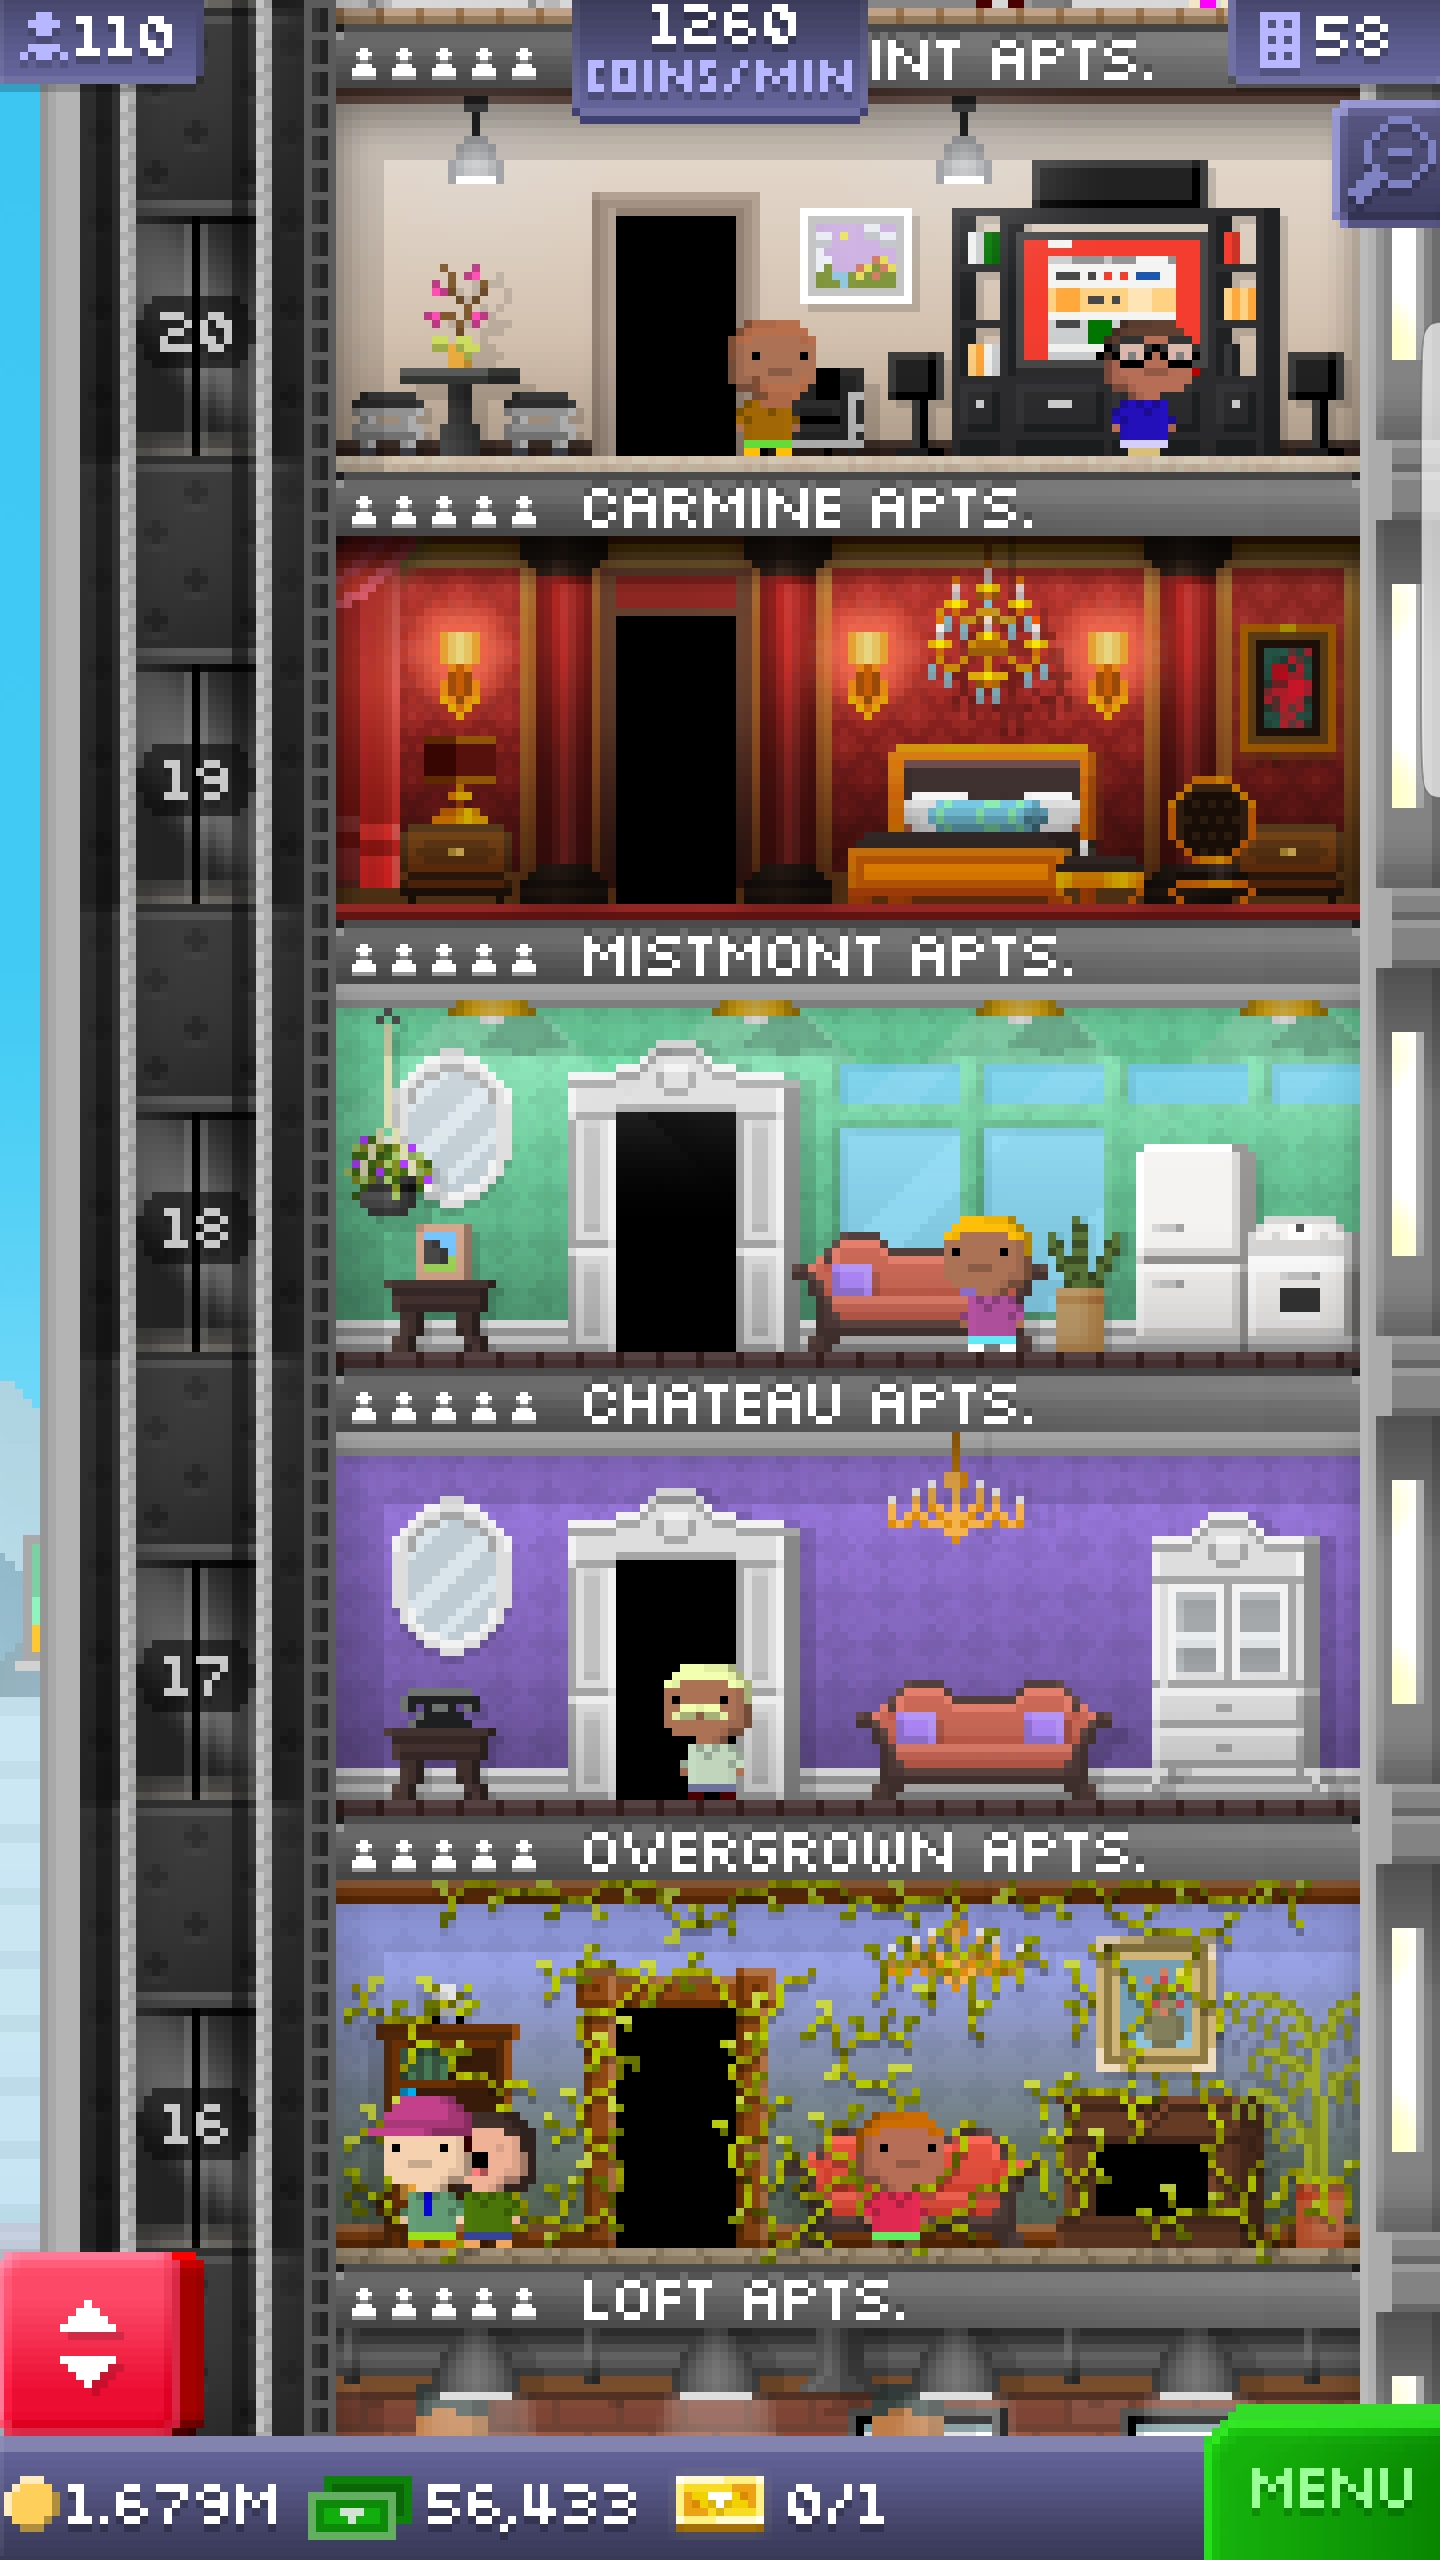 110
1260
COINS/MIN
58
INT APTS.
20
CARMINE APTS.
19
MISTMONT APTS.
18
CHATEAU APTS.
17
OVERGROWN APTS.
16
LOFT APTS.
1.679M 56,433 0/1
MENU